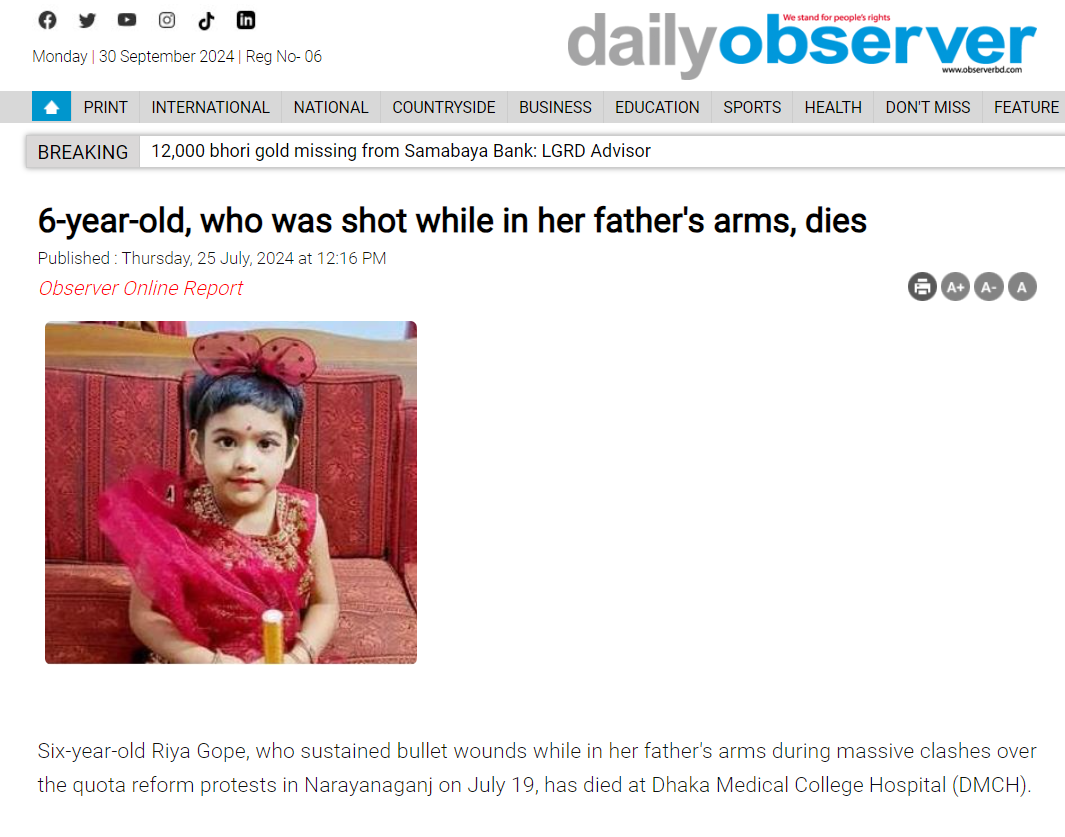 Monday | 30 September 2024 | Reg No- 06
We stand for people's rights
dailyobserver
www.observerbd.com
PRINT INTERNATIONAL NATIONAL COUNTRYSIDE BUSINESS EDUCATION SPORTS HEALTH DON'T MISS FEATURE
BREAKING 12,000 bhori gold missing from Samabaya Bank: LGRD Advisor
6-year-old, who was shot while in her father's arms, dies
Published : Thursday, 25 July, 2024 at 12:16 PM
Observer Online Report
A+ A- A
Six-year-old Riya Gope, who sustained bullet wounds while in her father's arms during massive clashes over
the quota reform protests in Narayanaganj on July 19, has died at Dhaka Medical College Hospital (DMCH).